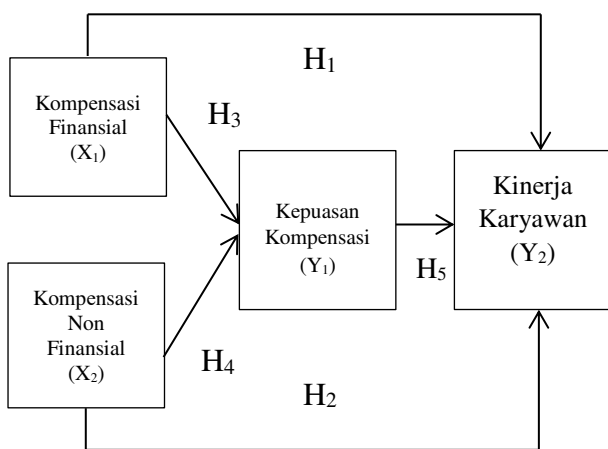 H₁
Kompensasi
Finansial
(X₁)
H₃
Kepuasan
Kompensasi
(Y₁)
Kinerja
Karyawan
(Y₂)
H₅
Kompensasi
Non
Finansial
(X₂)
H₄
H₂